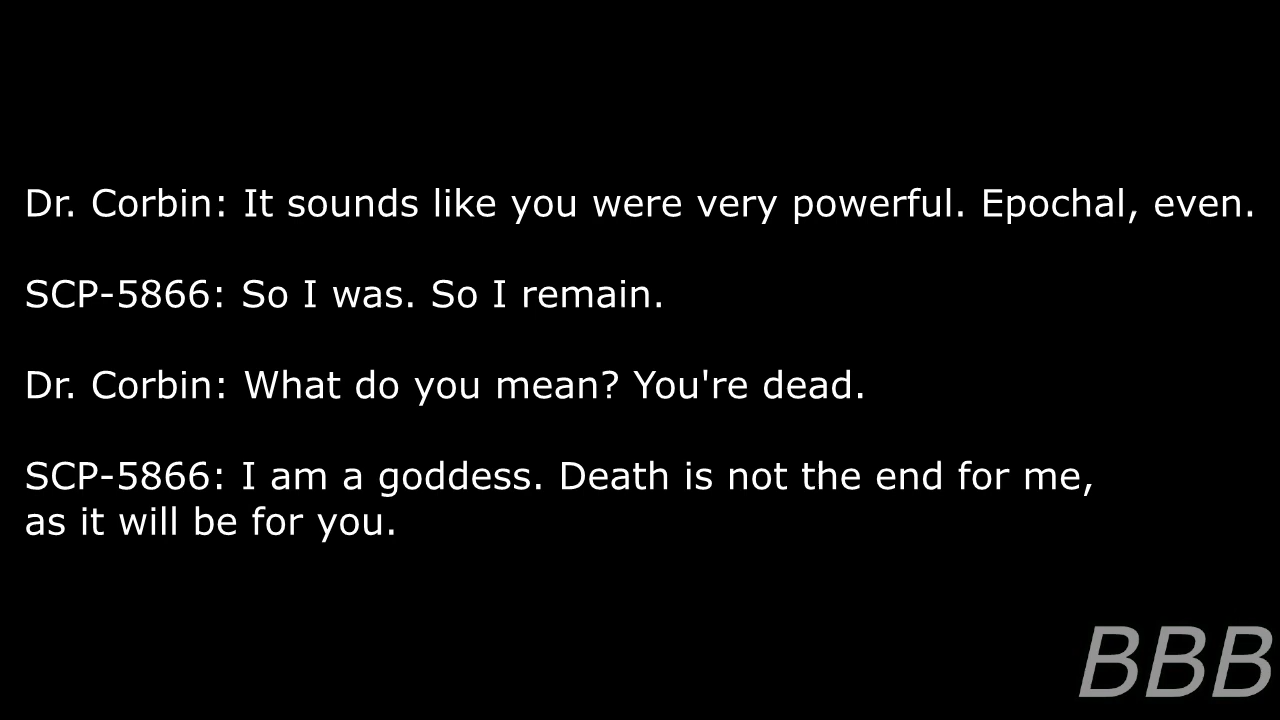 Dr. Corbin: It sounds like you were very powerful. Epochal, even.
SCP-5866: So I was. So I remain.
Dr. Corbin: What do you mean? You're dead.
SCP-5866: I am a goddess. Death is not the end for me,
as it will be for you.
BBB